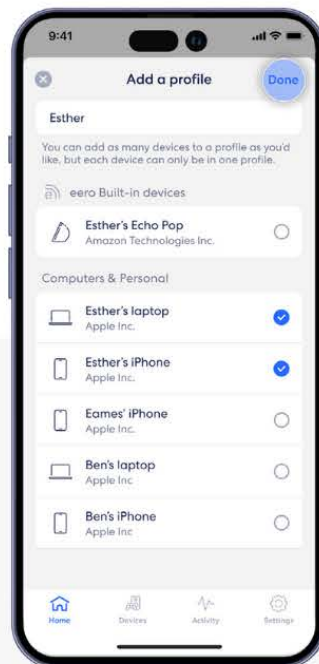 9:41
Add a profile
Done
Esther
You can add as many devices to a profile as you'd
like, but each device can only be in one profile.
eero Built-in devices
Esther's Echo Pop
Amazon Technologies Inc.
Computers & Personal
Esther's laptop
Apple Inc.
Esther's iPhone
Apple Inc.
Eames' iPhone
Apple Inc.
Ben's laptop
Apple Inc
Ben's iPhone
Apple Inc
Home
Devices
Activity
Settings